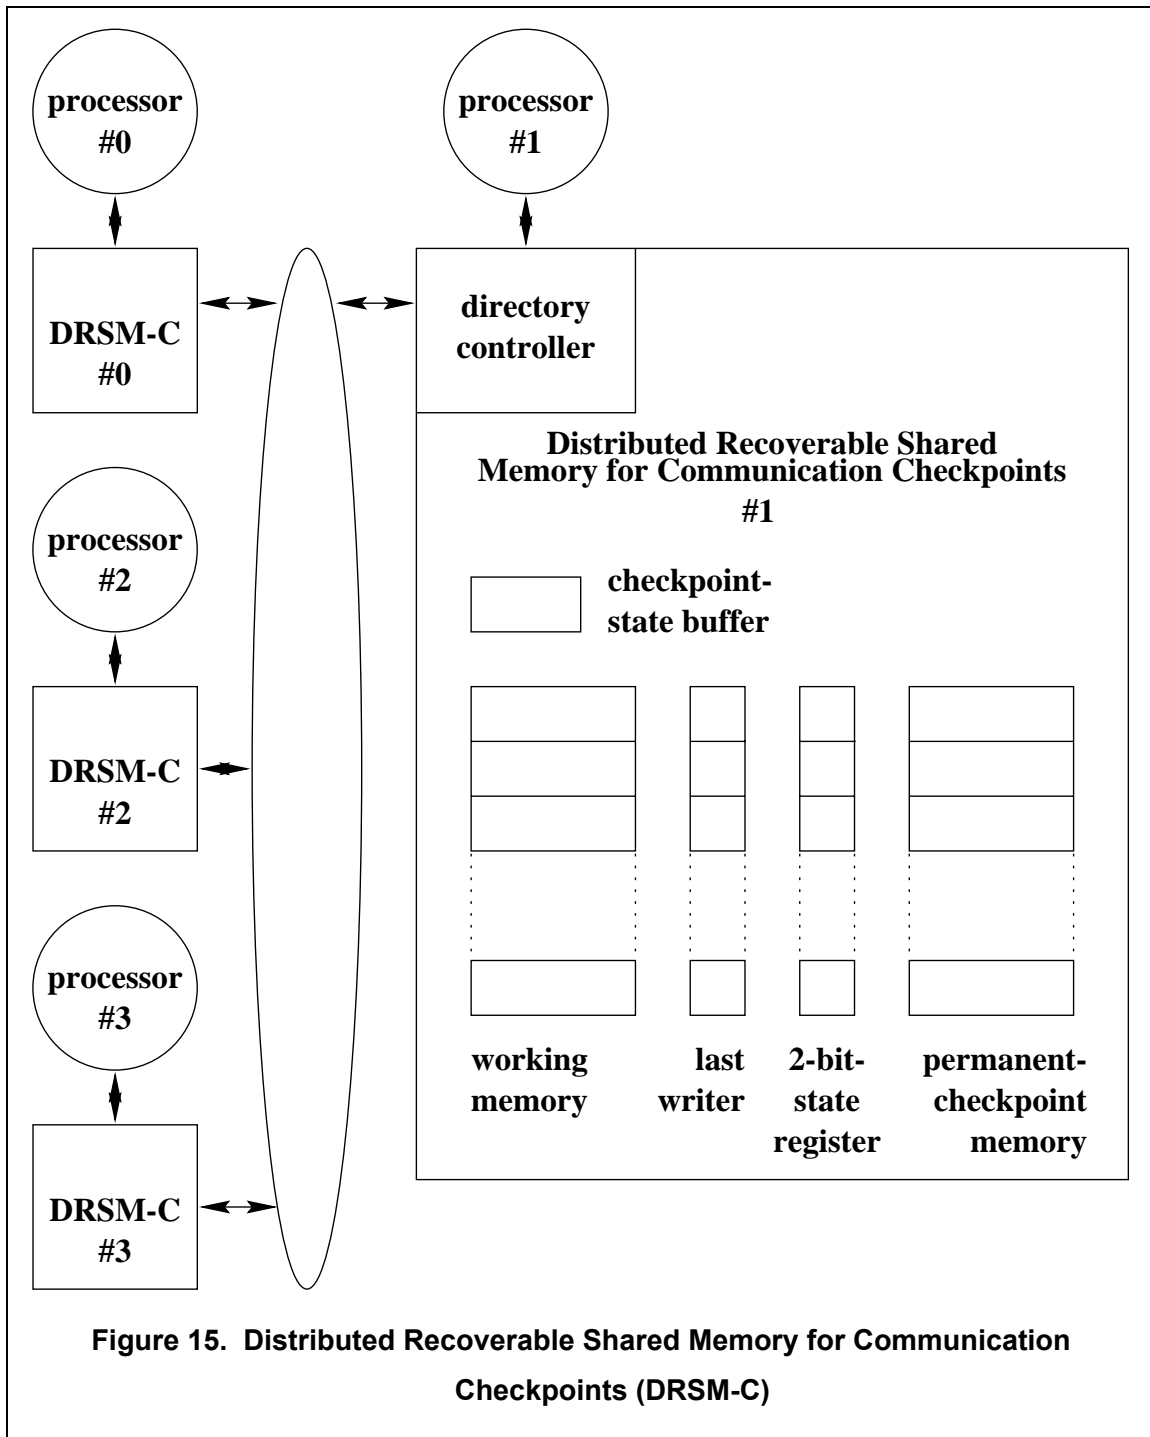 processor
#0
processor
#1
DRSM-C
#0
directory
controller
Distributed Recoverable Shared
Memory for Communication Checkpoints
#1
processor
#2
checkpoint-
state buffer
DRSM-C
#2
processor
#3
working
memory
last
writer
2-bit-
state
register
permanent-
checkpoint
memory
DRSM-C
#3
Figure 15. Distributed Recoverable Shared Memory for Communication
Checkpoints (DRSM-C)